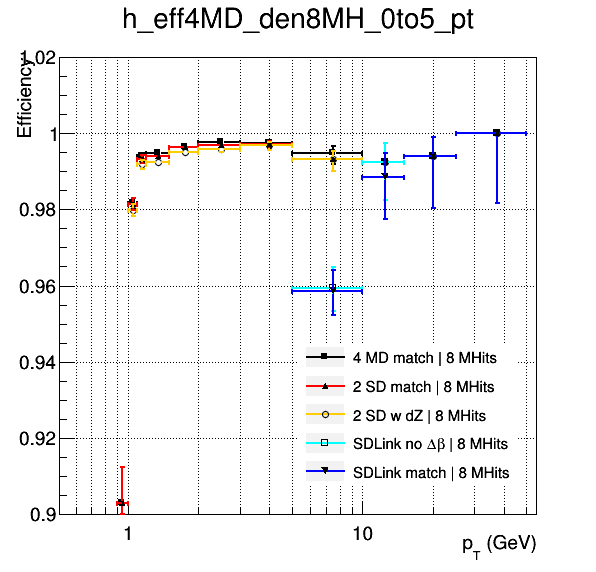 h_eff4MD_den8MH_0to5_pt
Efficiency
1.02
1
0.98
0.96
0.94
0.92
0.9
4 MD match | 8 MHits
2 SD match | 8 MHits
2 SD w dZ | 8 MHits
SDLink no Δβ | 8 MHits
SDLink match | 8 MHits
1
10
p_T (GeV)